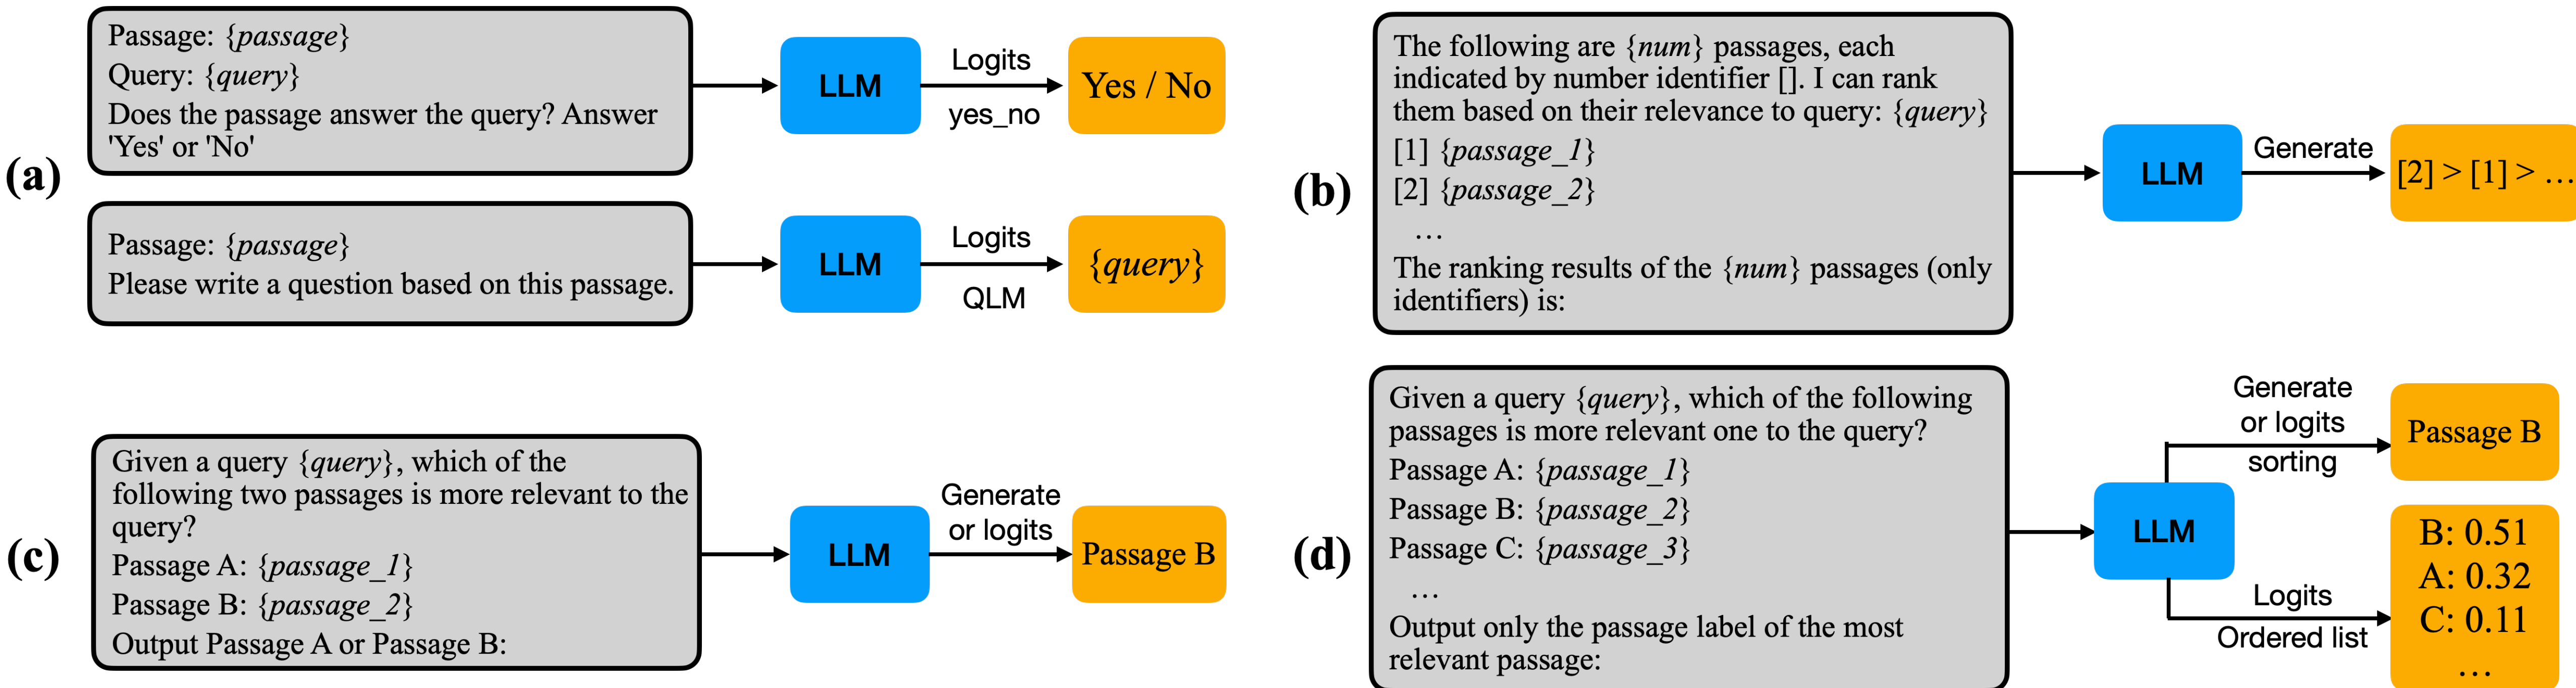 (a)
Passage: {passage}
Query: {query}
Does the passage answer the query? Answer
'Yes' or 'No'
LLM
Logits
yes_no
Yes / No
Passage: {passage}
Please write a question based on this passage.
LLM
Logits
QLM
{query}
(b)
The following are {num} passages, each
indicated by number identifier []. I can rank
them based on their relevance to query: {query}
[1] {passage_1}
[2] {passage_2}
…
The ranking results of the {num} passages (only
identifiers) is:
LLM
Generate
[2] > [1] > …
(c)
Given a query {query}, which of the
following two passages is more relevant to the
query?
Passage A: {passage_1}
Passage B: {passage_2}
Output Passage A or Passage B:
LLM
Generate
or logits
Passage B
(d)
Given a query {query}, which of the following
passages is more relevant one to the query?
Passage A: {passage_1}
Passage B: {passage_2}
Passage C: {passage_3}
…
Output only the passage label of the most
relevant passage:
LLM
Generate
or logits
sorting
Passage B
Logits
Ordered list
B: 0.51
A: 0.32
C: 0.11
…